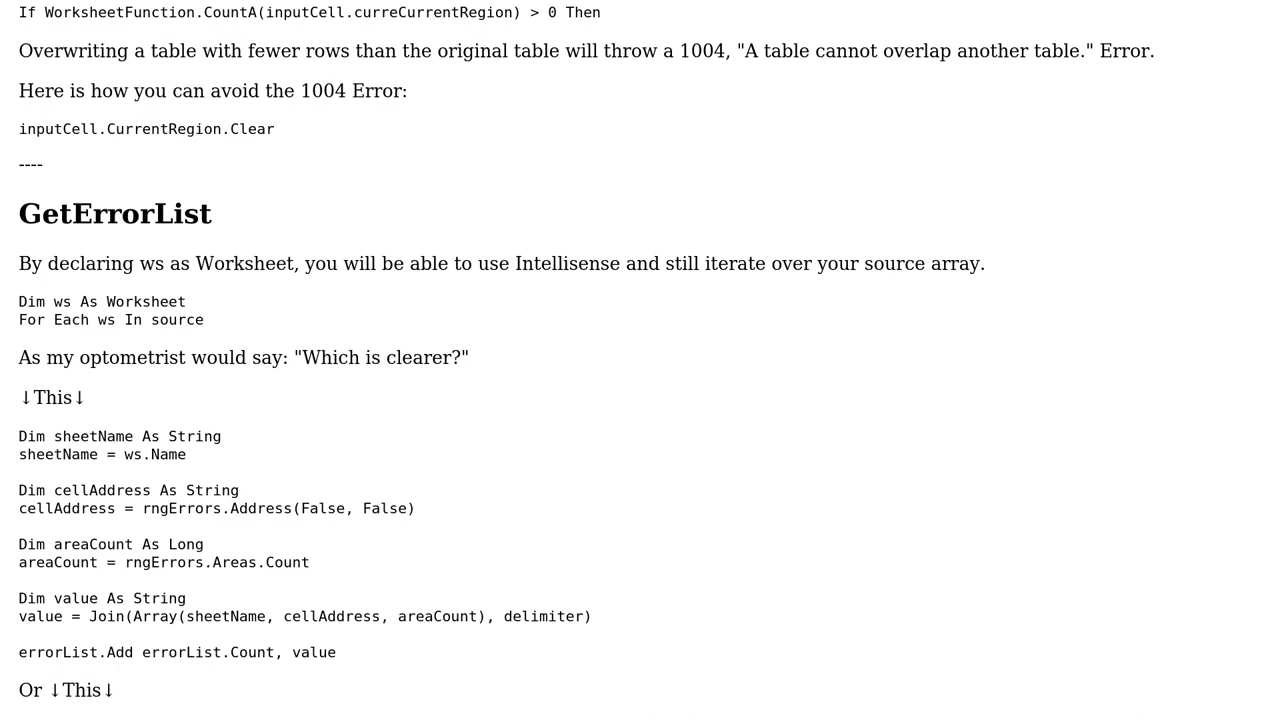 If WorksheetFunction.CountA(inputCell.curreCurrentRegion) > 0 Then
Overwriting a table with fewer rows than the original table will throw a 1004, "A table cannot overlap another table." Error.
Here is how you can avoid the 1004 Error:
inputCell.CurrentRegion.Clear
----
GetErrorList
By declaring ws as Worksheet, you will be able to use Intellisense and still iterate over your source array.
Dim ws As Worksheet
For Each ws In source
As my optometrist would say: "Which is clearer?"
↓This↓
Dim sheetName As String
sheetName = ws.Name
Dim cellAddress As String
cellAddress = rngErrors.Address(False, False)
Dim areaCount As Long
areaCount = rngErrors.Areas.Count
Dim value As String
value = Join(Array(sheetName, cellAddress, areaCount), delimiter)
errorList.Add errorList.Count, value
Or ↓This↓